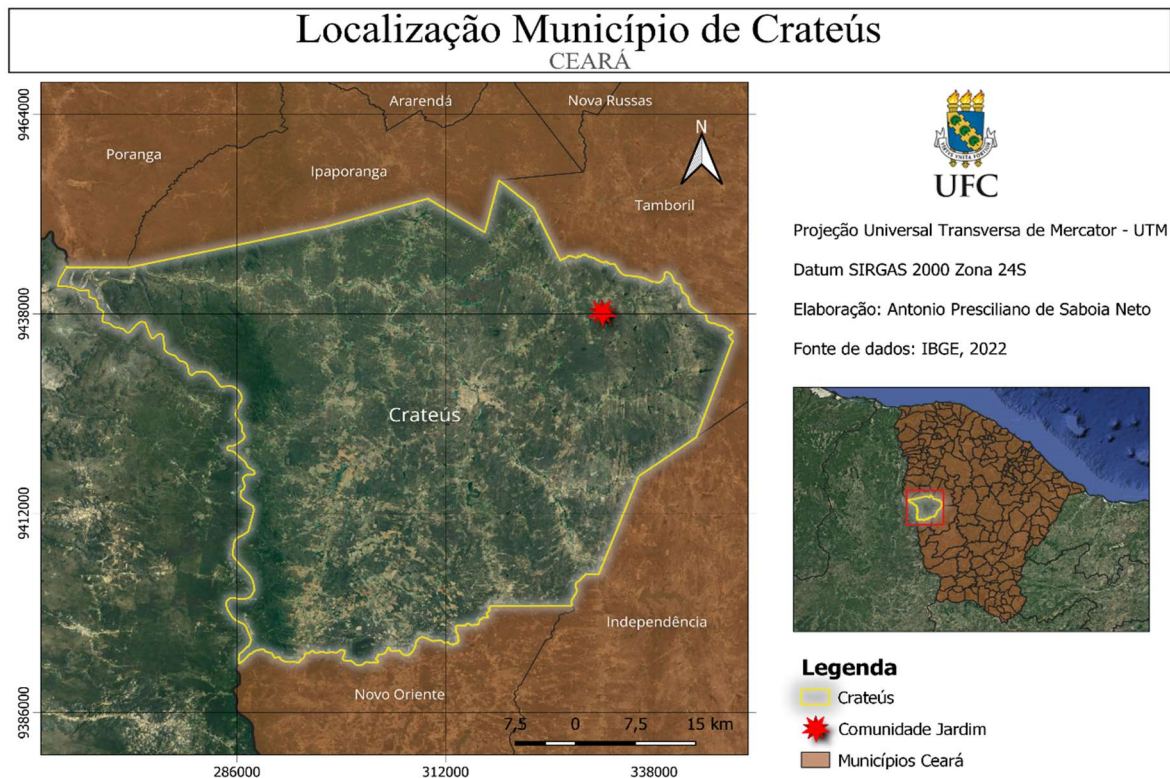 Localização Município de Crateús
CEARÁ
9464000
9438000
9412000
9386000
Ararendá
Nova Russas
Poranga
Ipaporanga
N
Tamboril
Crateús
Independência
Novo Oriente
7,5 0 7,5 15 km
286000 312000 338000
UFC
Projeção Universal Transversa de Mercator - UTM
Datum SIRGAS 2000 Zona 24S
Elaboração: Antonio Presciliano de Saboia Neto
Fonte de dados: IBGE, 2022
Legenda
Crateús
Comunidade Jardim
Municípios Ceará